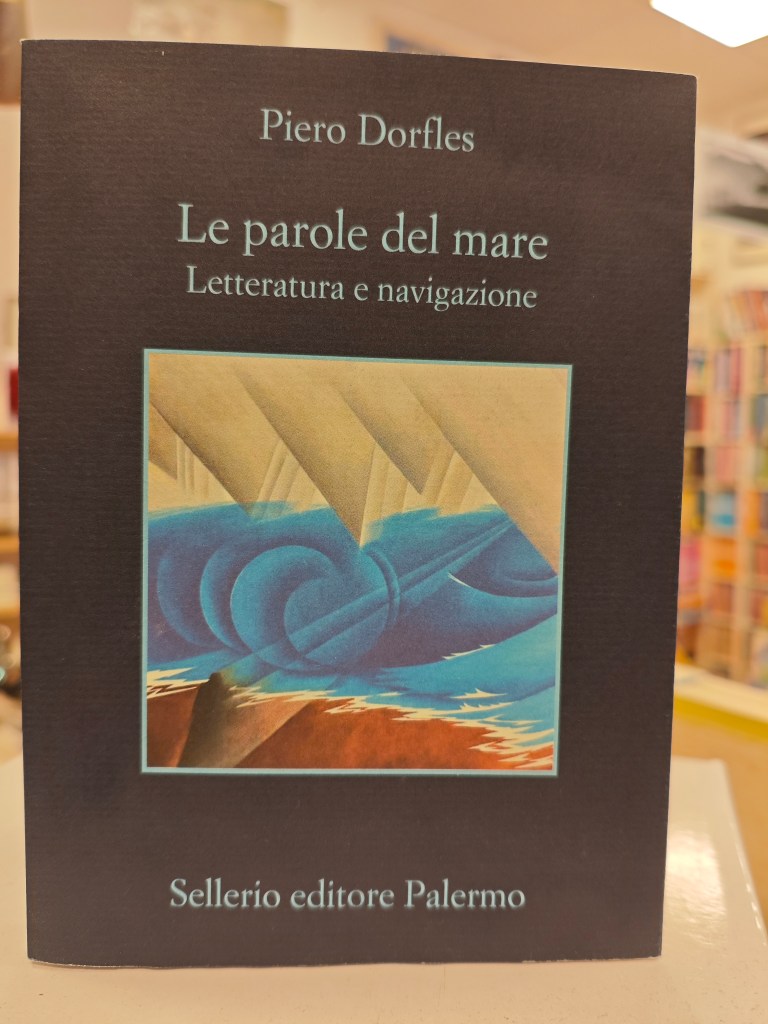 Piero Dorfles
Le parole del mare
Letteratura e navigazione
Sellerio editore Palermo